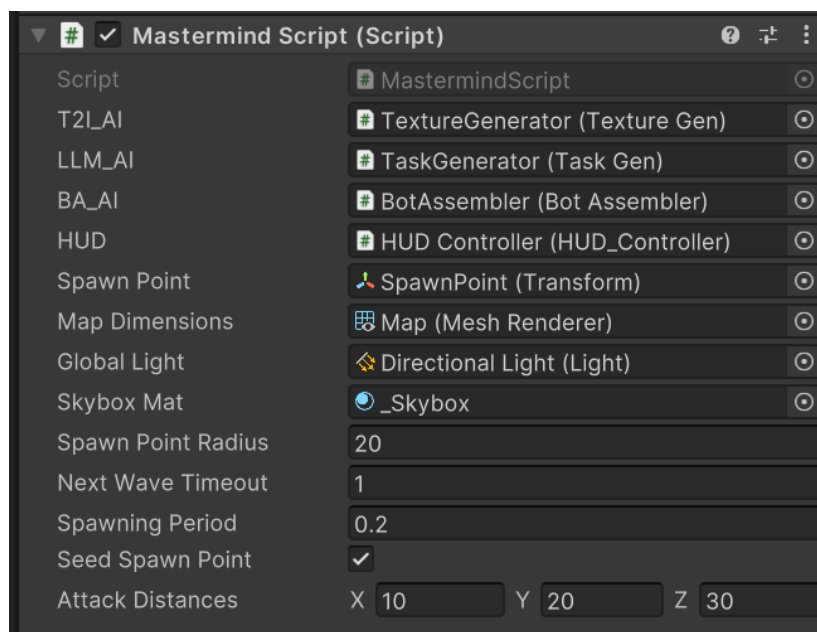 Mastermind Script (Script)
Script MastermindScript
T2I_AI TextureGenerator (Texture Gen)
LLM_AI TaskGenerator (Task Gen)
BA_AI BotAssembler (Bot Assembler)
HUD HUD Controller (HUD_Controller)
Spawn Point SpawnPoint (Transform)
Map Dimensions Map (Mesh Renderer)
Global Light Directional Light (Light)
Skybox Mat _Skybox
Spawn Point Radius 20
Next Wave Timeout 1
Spawning Period 0.2
Seed Spawn Point
Attack Distances X 10 Y 20 Z 30